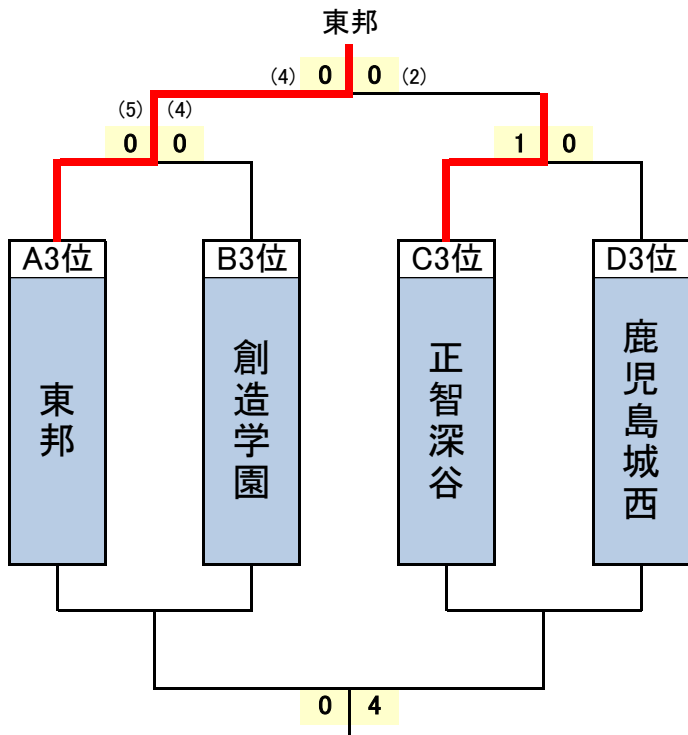 東邦
(4) 0 0 (2)
(5) (4)
0 0
1 0
A3位 B3位 C3位 D3位
東邦
創造学園
正智深谷
鹿児島城西
0 4